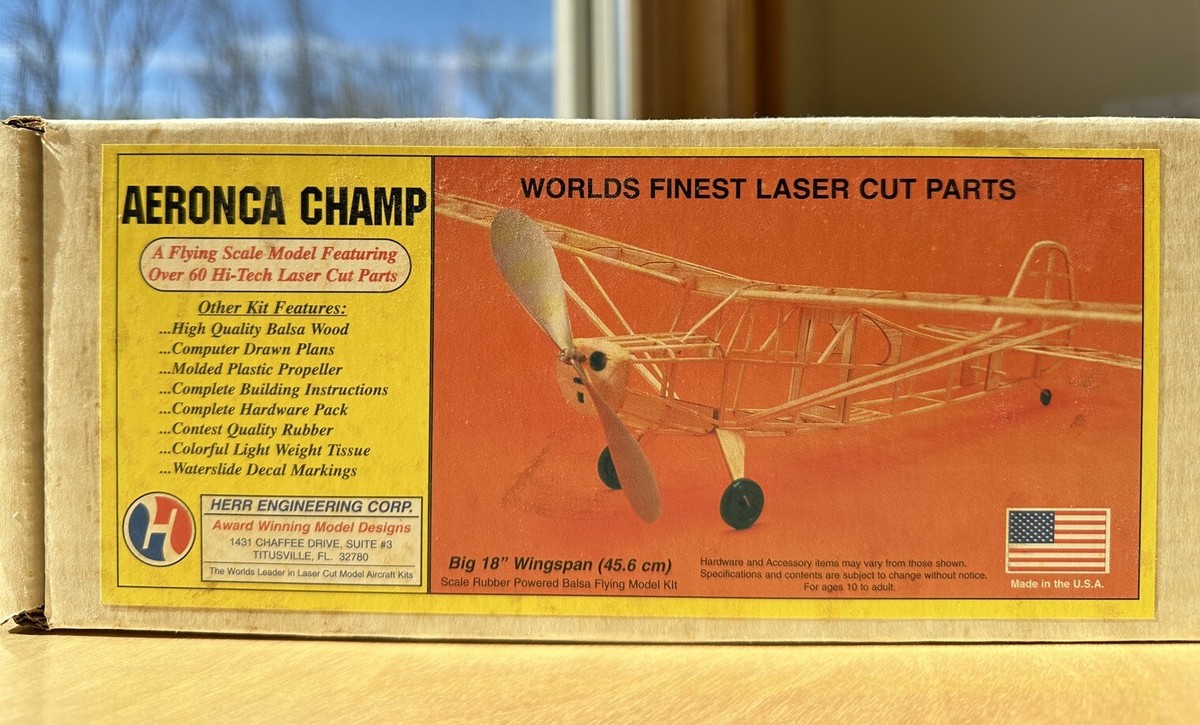 AERONCA CHAMP
A Flying Scale Model Featuring
Over 60 Hi-Tech Laser Cut Parts
Other Kit Features:
...High Quality Balsa Wood
...Computer Drawn Plans
...Molded Plastic Propeller
...Complete Building Instructions
...Complete Hardware Pack
...Contest Quality Rubber
...Colorful Light Weight Tissue
...Waterslide Decal Markings
H
HERR ENGINEERING CORP.
Award Winning Model Designs
1431 CHAFFEE DRIVE, SUITE #3
TITUSVILLE, FL. 32780
The Worlds Leader in Laser Cut Model Aircraft Kits
WORLDS FINEST LASER CUT PARTS
Big 18" Wingspan (45.6 cm)
Scale Rubber Powered Balsa Flying Model KIt
Hardware and Accessory items may vary from those shown.
Specifications and contents are subject to change without notice.
For ages 10 to adult.
Made in the U.S.A.